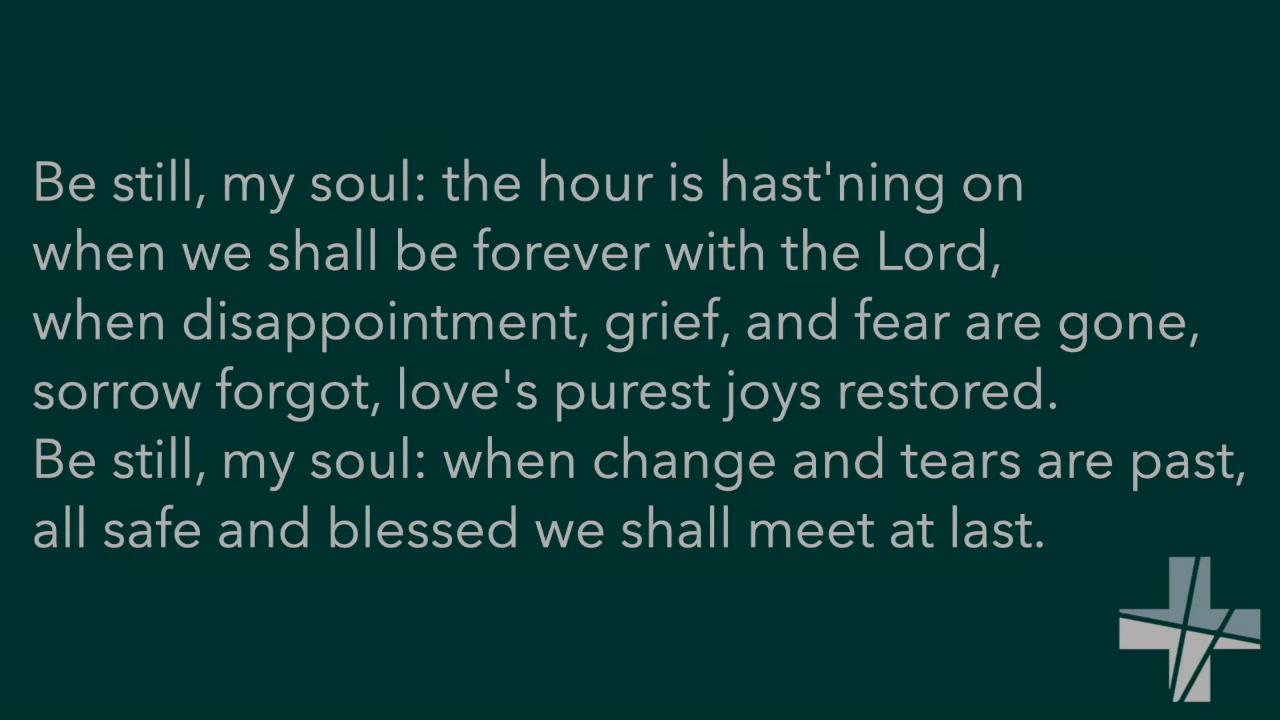 Be still, my soul: the hour is hast'ning on
when we shall be forever with the Lord,
when disappointment, grief, and fear are gone,
sorrow forgot, love's purest joys restored.
Be still, my soul: when change and tears are past,
all safe and blessed we shall meet at last.